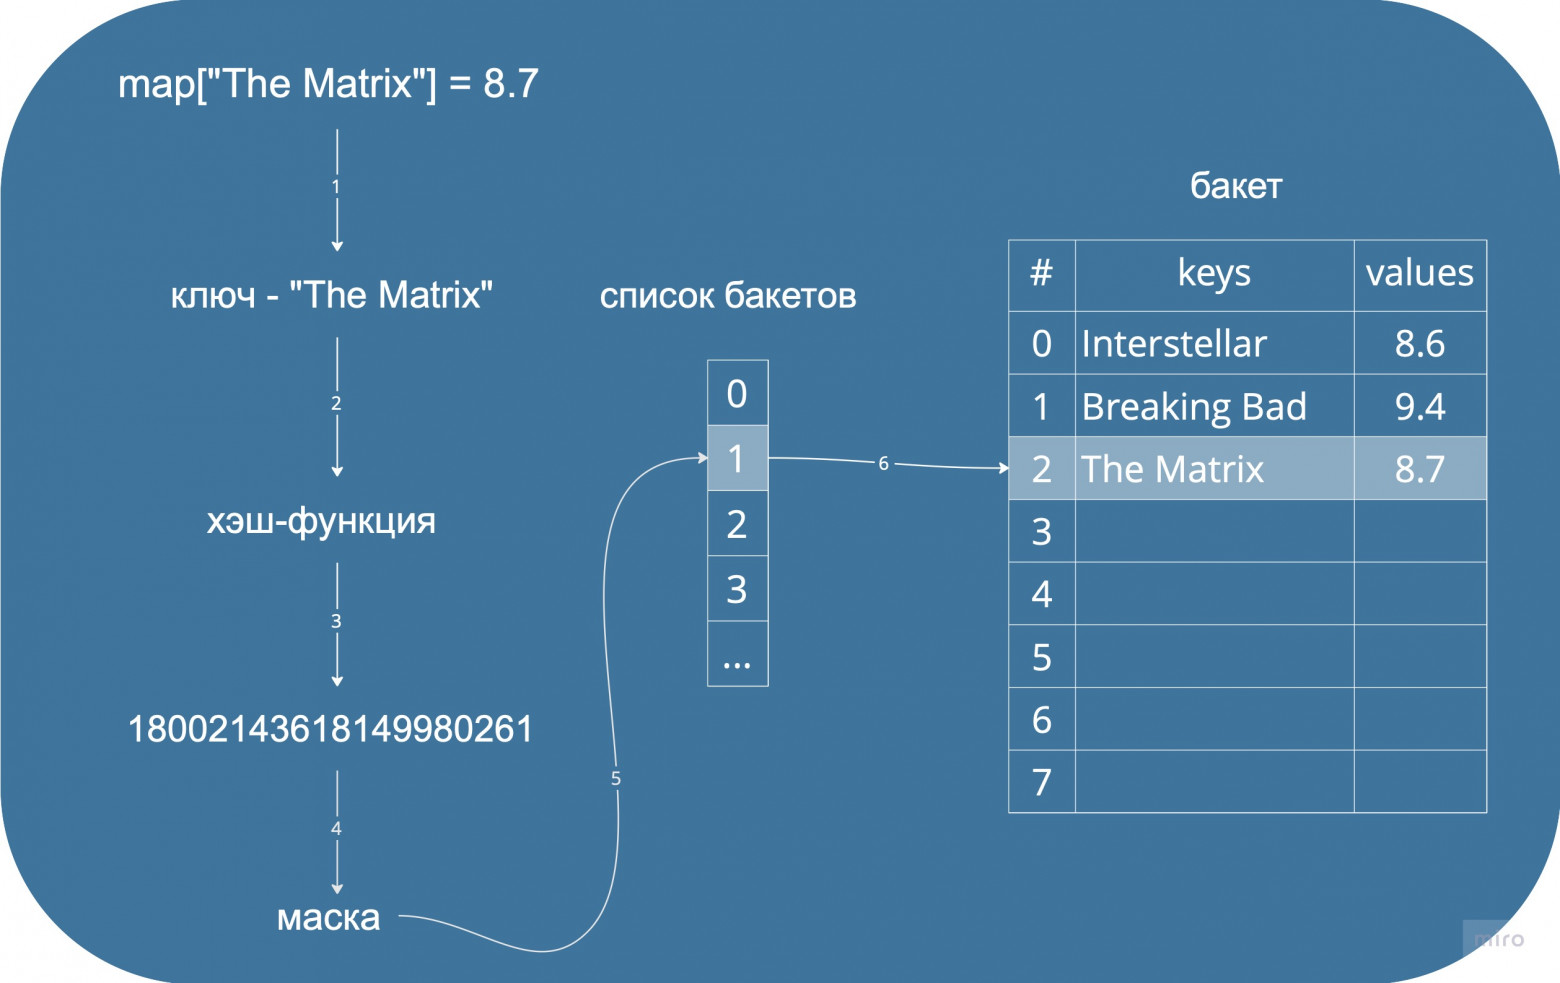 map["The Matrix"] = 8.7
1
ключ - "The Matrix"
2
хэш-функция
3
18002143618149980261
4
маска
5
список бакетов
0
1
2
3
...
6
бакет
# keys values
0 Interstellar 8.6
1 Breaking Bad 9.4
2 The Matrix 8.7
3
4
5
6
7
miro